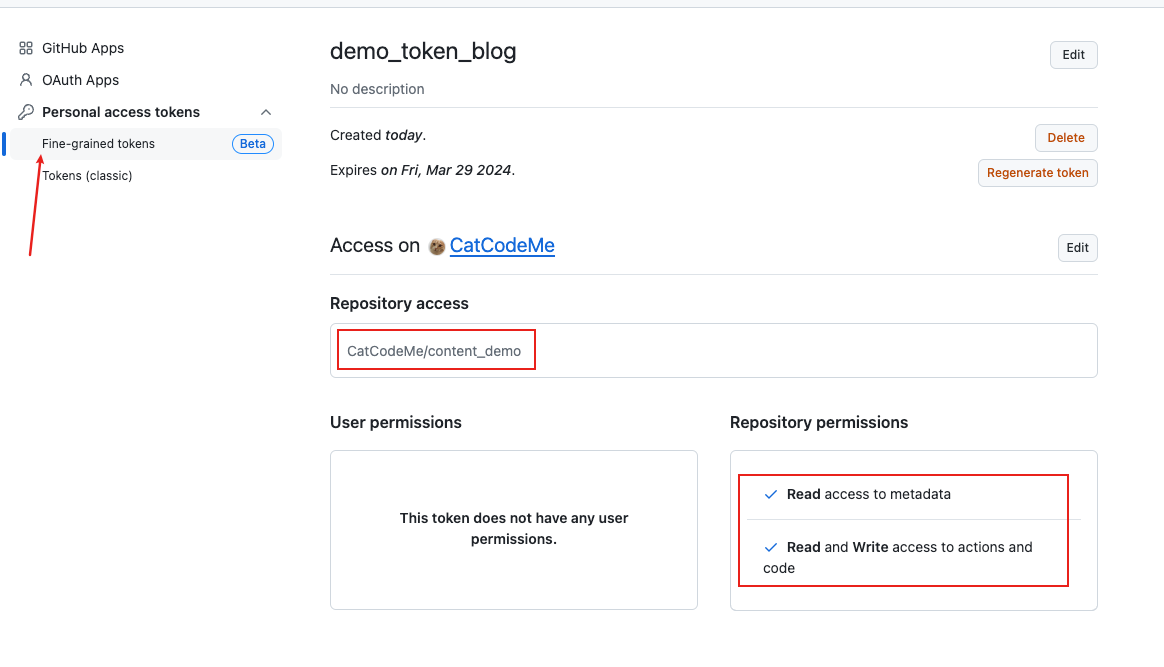 GitHub Apps
OAuth Apps
Personal access tokens
Fine-grained tokens Beta
Tokens (classic)
demo_token_blog
Edit
No description
Created today.
Delete
Expires on Fri, Mar 29 2024.
Regenerate token
Access on CatCodeMe
Edit
Repository access
CatCodeMe/content_demo
User permissions
This token does not have any user
permissions.
Repository permissions
Read access to metadata
Read and Write access to actions and
code